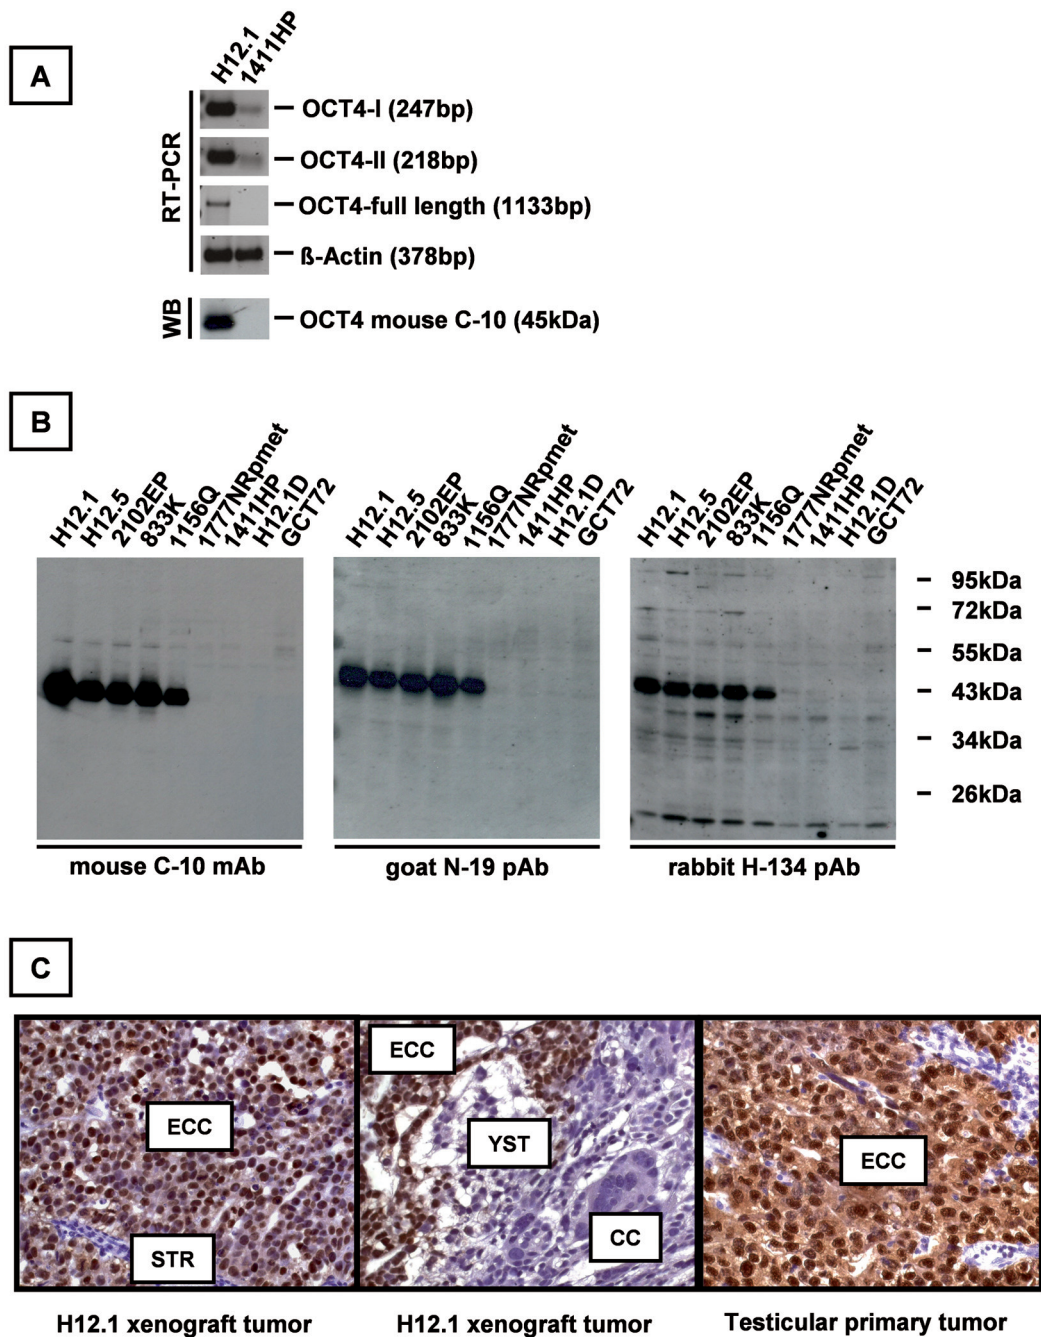 A
H12.1
1411HP
RT-PCR
OCT4-I (247bp)
OCT4-II (218bp)
OCT4-full length (1133bp)
ß-Actin (378bp)
WB
OCT4 mouse C-10 (45kDa)
B
H12.1
H12.5
2102EP
833K
1156Q
1777NRpmet
1411HP
H12.1D
GCT72
H12.1
H12.5
2102EP
833K
1156Q
1777NRpmet
1411HP
H12.1D
GCT72
H12.1
H12.5
2102EP
833K
1156Q
1777NRpmet
1411HP
H12.1D
GCT72
95kDa
72kDa
55kDa
43kDa
34kDa
26kDa
mouse C-10 mAb
goat N-19 pAb
rabbit H-134 pAb
C
ECC
STR
ECC
YST
CC
ECC
H12.1 xenograft tumor
H12.1 xenograft tumor
Testicular primary tumor